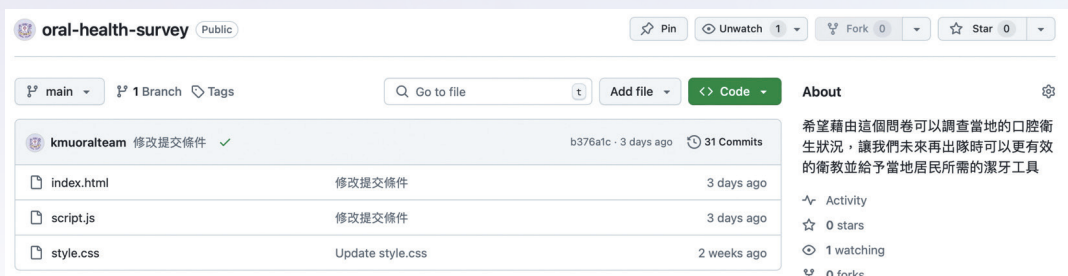 oral-health-survey Public
Pin
Unwatch 1
Fork 0
Star 0
main
1 Branch
Tags
Go to file
t
Add file
Code
About
kmuoralteam 修改提交條件
b376a1c · 3 days ago
31 Commits
希望藉由這個問卷可以調查當地的口腔衛
生狀況，讓我們未來再出隊時可以更有效
的衛教並給予當地居民所需的潔牙工具
index.html 修改提交條件 3 days ago
script.js 修改提交條件 3 days ago
style.css Update style.css 2 weeks ago
Activity
0 stars
1 watching
0 forks